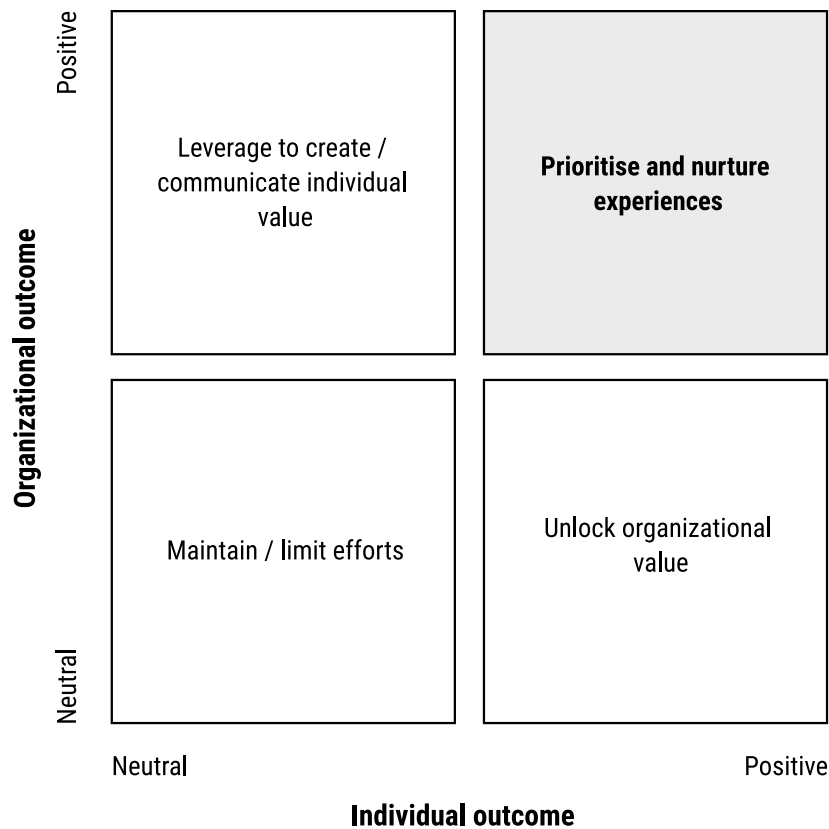 Positive
Leverage to create /
communicate individual
value
Prioritise and nurture
experiences
Organizational outcome
Maintain / limit efforts
Unlock organizational
value
Neutral
Neutral
Positive
Individual outcome